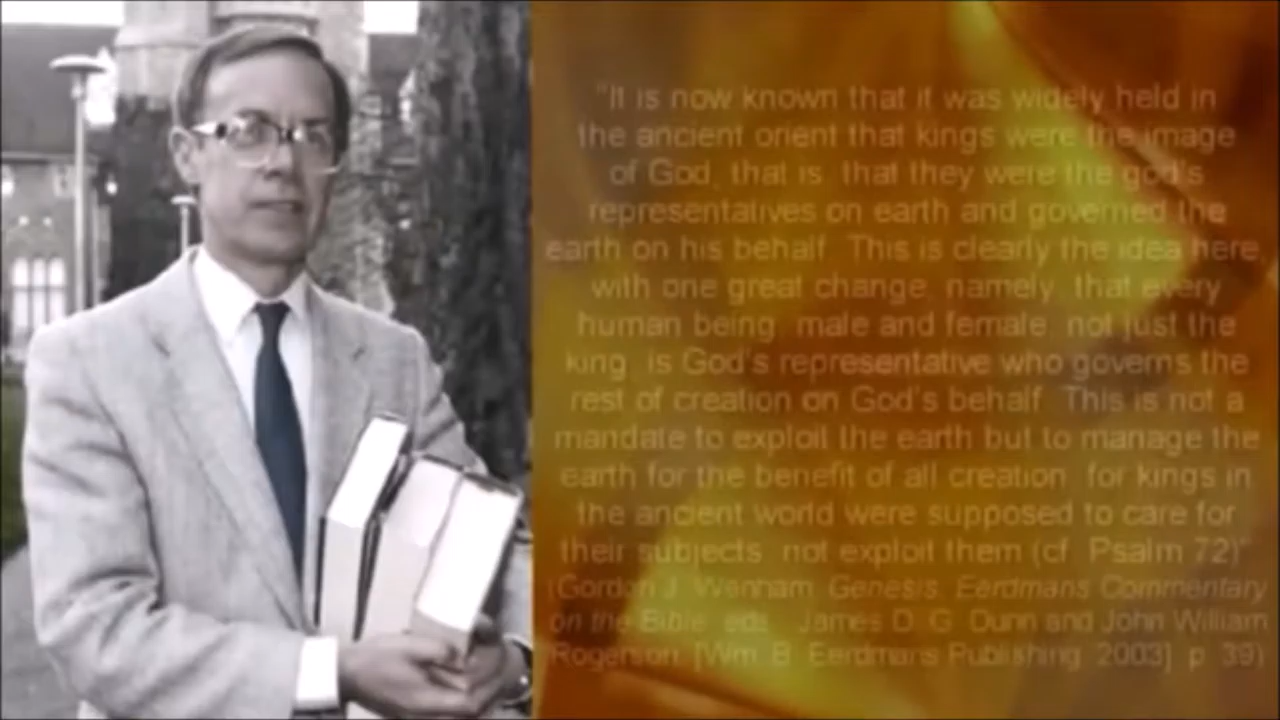 "It is now known that it was widely held in
the ancient orient that kings were the image
of God, that is, that they were the god's
representatives on earth and governed the
earth on his behalf. This is clearly the idea here,
with one great change, namely, that every
human being, male and female, not just the
king, is God's representative who governs the
rest of creation on God's behalf. This is not a
mandate to exploit the earth but to manage the
earth for the benefit of all creation, for kings in
the ancient world were supposed to care for
their subjects, not exploit them (cf. Psalm 72)"
(Gordon J. Wenham, Genesis, Eerdmans Commentary
on the Bible, eds., James D. G. Dunn and John William
Rogerson, [Wm. B. Eerdmans Publishing, 2003], p. 39)